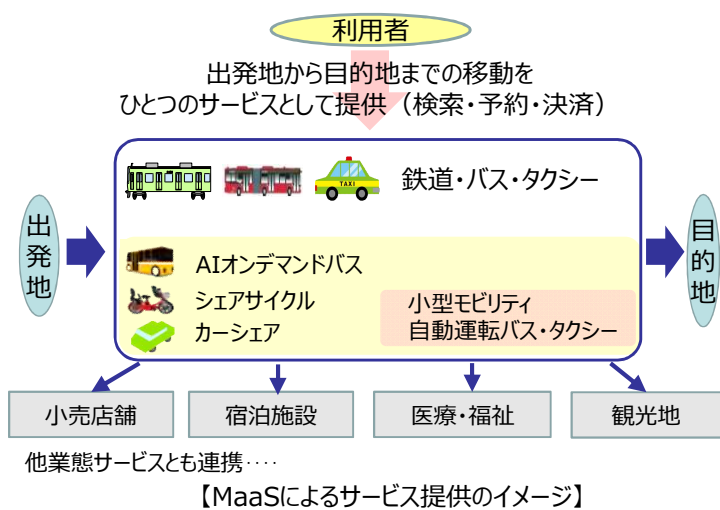 利用者
出発地から目的地までの移動を
ひとつのサービスとして提供（検索・予約・決済）
出発地
TAXI
鉄道・バス・タクシー
AIオンデマンドバス
シェアサイクル
カーシェア
小型モビリティ
自動運転バス・タクシー
目的地
小売店舗
宿泊施設
医療・福祉
観光地
他業態サービスとも連携‥‥
【MaaSによるサービス提供のイメージ】